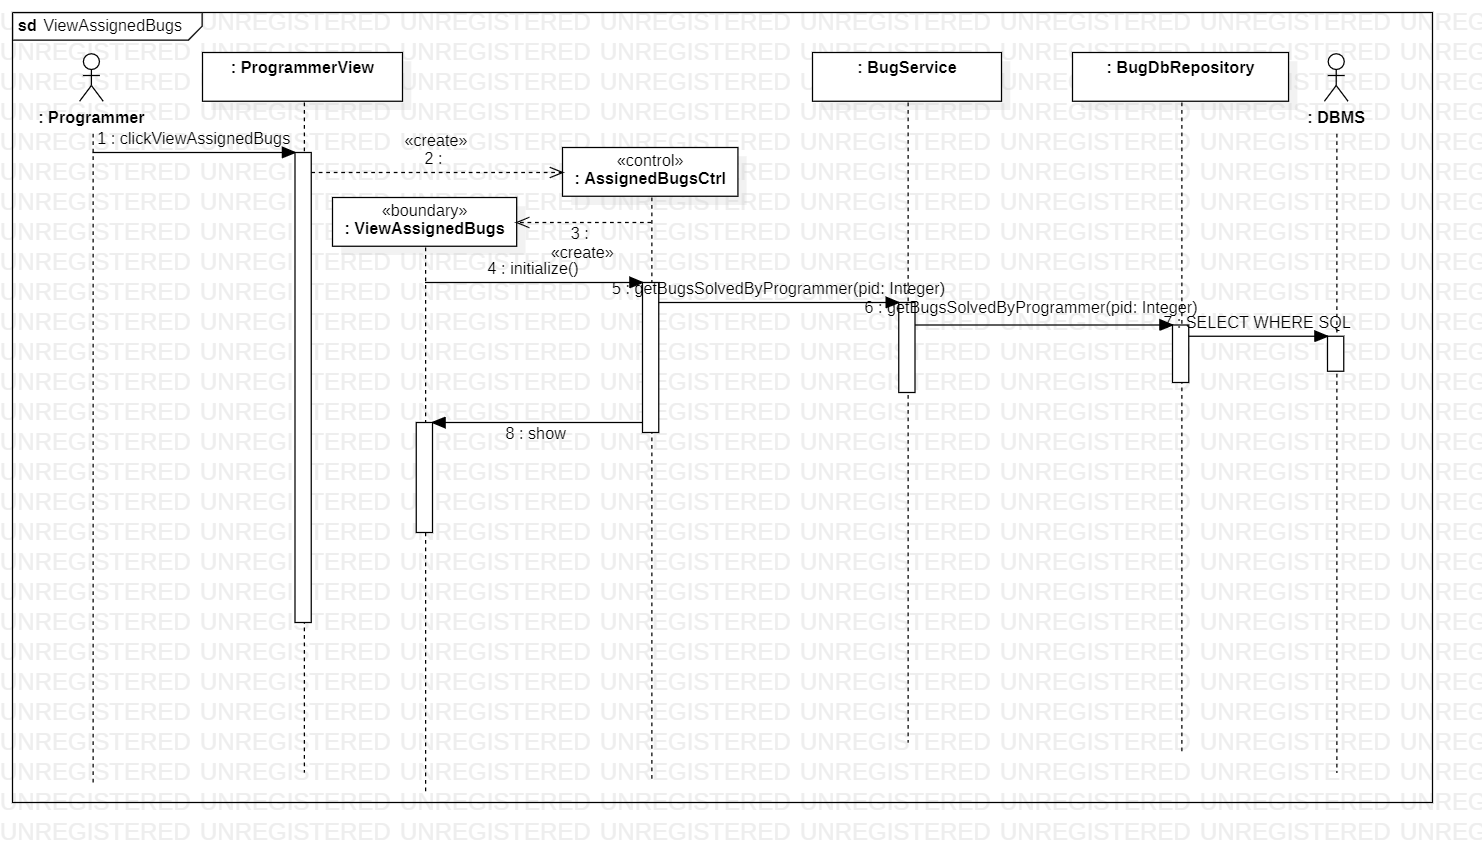 sd ViewAssignedBugs
: Programmer
: ProgrammerView
: BugService
: BugDbRepository
: DBMS
1 : clickViewAssignedBugs
«create»
2 :
«control»
: AssignedBugsCtrl
«boundary»
: ViewAssignedBugs
3 :
«create»
4 : initialize()
5 : getBugsSolvedByProgrammer(pid: Integer)
6 : getBugsSolvedByProgrammer(pid: Integer)
7 : SELECT WHERE SQL
8 : show
UNREGISTERED